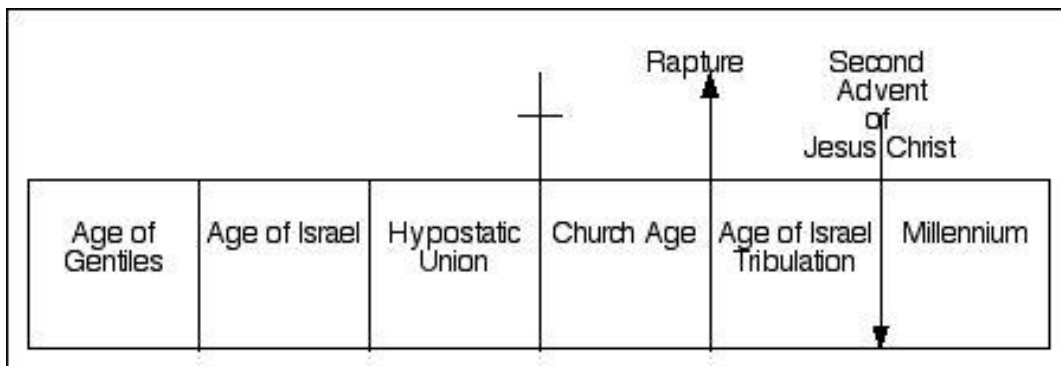 Rapture
Second
Advent
of
Jesus Christ
Age of
Gentiles
Age of Israel
Hypostatic
Union
Church Age
Age of Israel
Tribulation
Millennium